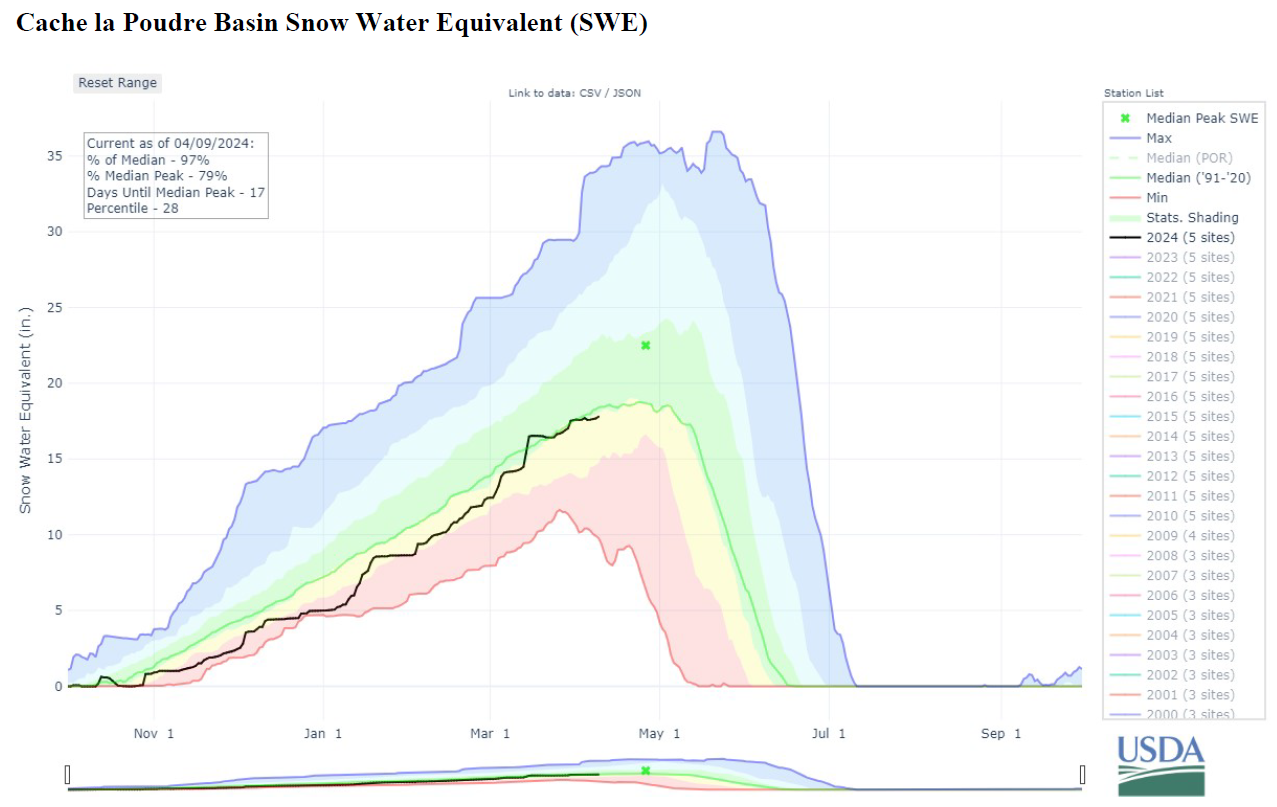 Cache la Poudre Basin Snow Water Equivalent (SWE)
Reset Range
Link to data: CSV / JSON
Station List
Current as of 04/09/2024:
% of Median - 97%
% Median Peak - 79%
Days Until Median Peak - 17
Percentile - 28
Snow Water Equivalent (in.)
35
30
25
20
15
10
5
0
Nov 1
Jan 1
Mar 1
May 1
Jul 1
Sep 1
Median Peak SWE
Max
Median (POR)
Median ('91-'20)
Min
Stats. Shading
2024 (5 sites)
2023 (5 sites)
2022 (5 sites)
2021 (5 sites)
2020 (5 sites)
2019 (5 sites)
2018 (5 sites)
2017 (5 sites)
2016 (5 sites)
2015 (5 sites)
2014 (5 sites)
2013 (5 sites)
2012 (5 sites)
2011 (5 sites)
2010 (5 sites)
2009 (4 sites)
2008 (3 sites)
2007 (3 sites)
2006 (3 sites)
2005 (3 sites)
2004 (3 sites)
2003 (3 sites)
2002 (3 sites)
2001 (3 sites)
2000 (3 sites)
USDA